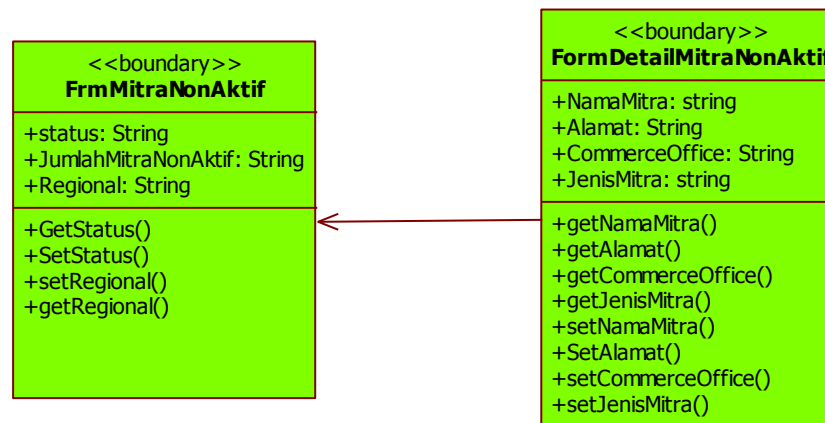 <<boundary>>
FrmMitraNonAktif
+status: String
+JumlahMitraNonAktif: String
+Regional: String
+GetStatus()
+SetStatus()
+setRegional()
+getRegional()
<<boundary>>
FormDetailMitraNonAktif
+NamaMitra: string
+Alamat: String
+CommerceOffice: String
+JenisMitra: string
+getNamaMitra()
+getAlamat()
+getCommerceOffice()
+getJenisMitra()
+setNamaMitra()
+SetAlamat()
+setCommerceOffice()
+setJenisMitra()